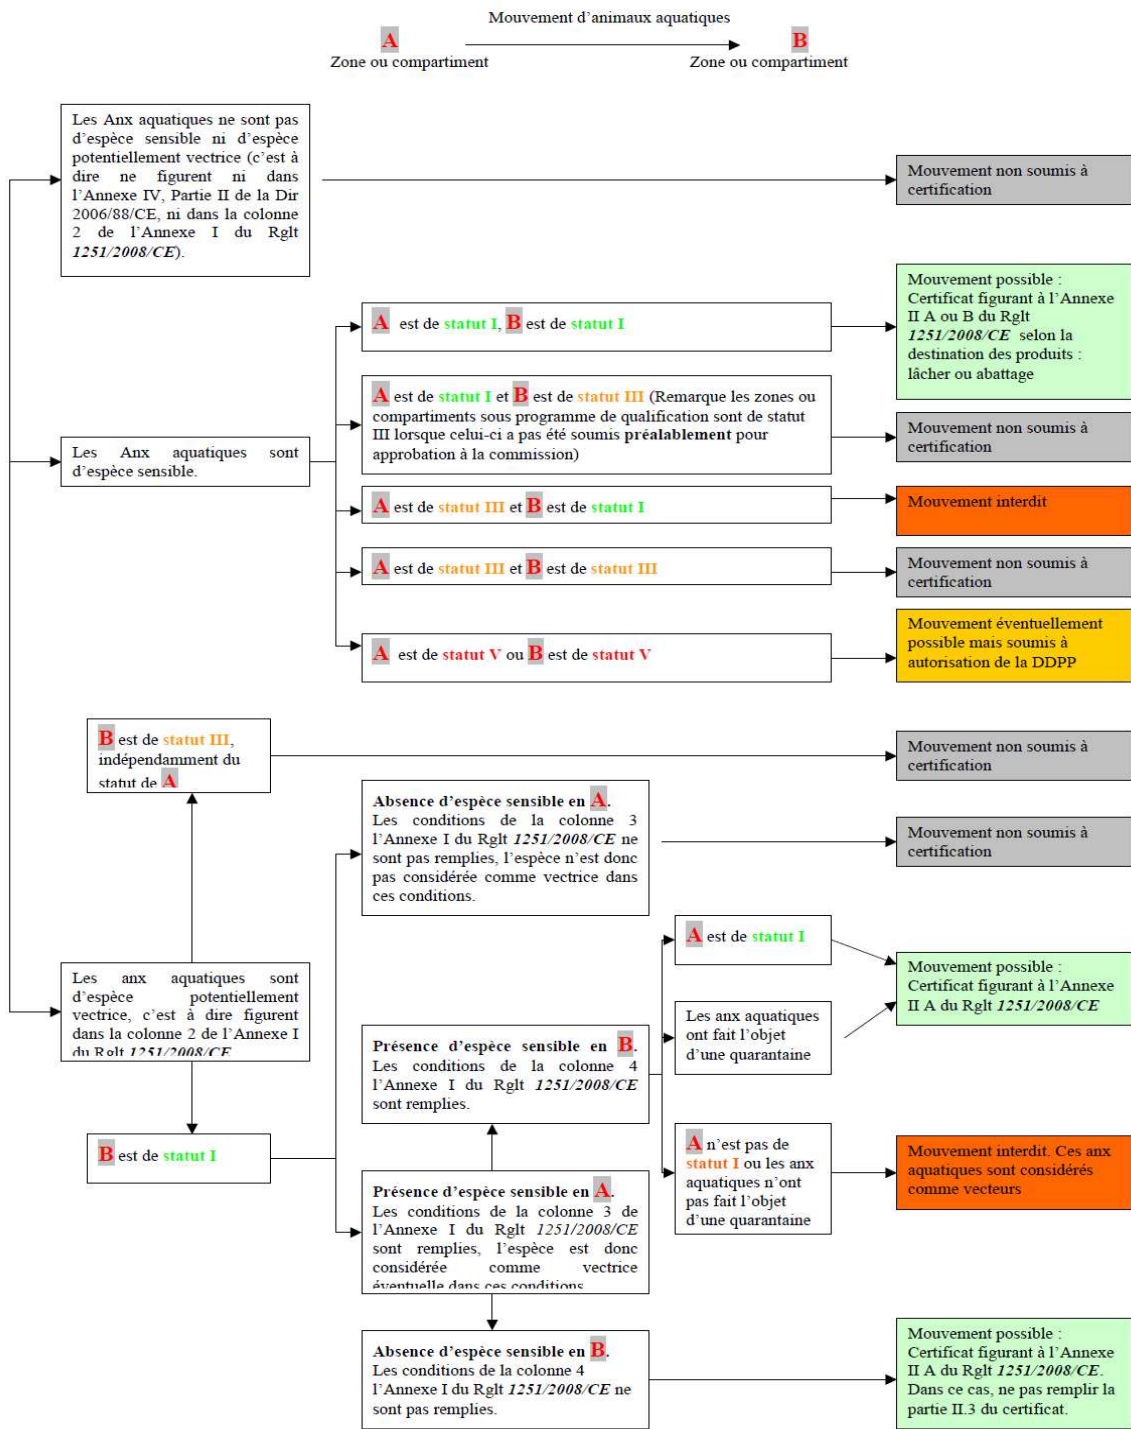 Mouvement d'animaux aquatiques
A
B
Zone ou compartiment
Zone ou compartiment
Les Anx aquatiques ne sont pas
d'espèce sensible ni d'espèce
potentiellement vectrice (c'est à
dire ne figurent ni dans
l'Annexe IV, Partie II de la Dir
2006/88/CE, ni dans la colonne
2 de l'Annexe I du Rglt
1251/2008/CE).
Mouvement non soumis à
certification
Les Anx aquatiques sont
d'espèce sensible.
A est de statut I, B est de statut I
Mouvement possible :
Certificat figurant à l'Annexe
II A ou B du Rglt
1251/2008/CE selon la
destination des produits :
lâcher ou abattage
A est de statut I et B est de statut III (Remarque les zones ou
compartiments sous programme de qualification sont de statut
III lorsque celui-ci a pas été soumis préalablement pour
approbation à la commission)
Mouvement non soumis à
certification
A est de statut III et B est de statut I
Mouvement interdit
A est de statut III et B est de statut III
Mouvement non soumis à
certification
A est de statut V ou B est de statut V
Mouvement éventuellement
possible mais soumis à
autorisation de la DDPP
B est de statut III,
indépendamment du
statut de A
Mouvement non soumis à
certification
Absence d'espèce sensible en A.
Les conditions de la colonne 3
l'Annexe I du Rglt 1251/2008/CE ne
sont pas remplies, l'espèce n'est donc
pas considérée comme vectrice dans
ces conditions.
Mouvement non soumis à
certification
Les anx aquatiques sont
d'espèce potentiellement
vectrice, c'est à dire figurent
dans la colonne 2 de l'Annexe I
du Rglt 1251/2008/CE
B est de statut I
Présence d'espèce sensible en B.
Les conditions de la colonne 4
l'Annexe I du Rglt 1251/2008/CE
sont remplies.
A est de statut I
Les anx aquatiques
ont fait l'objet
d'une quarantaine
Mouvement possible :
Certificat figurant à l'Annexe
II A du Rglt 1251/2008/CE
A n'est pas de
statut I ou les anx
aquatiques n'ont
pas fait l'objet
d'une quarantaine
Mouvement interdit. Ces anx
aquatiques sont considérés
comme vecteurs
Présence d'espèce sensible en A.
Les conditions de la colonne 3 de
l'Annexe I du Rglt 1251/2008/CE
sont remplies, l'espèce est donc
considérée comme vectrice
éventuelle dans ces conditions
Absence d'espèce sensible en B.
Les conditions de la colonne 4
l'Annexe I du Rglt 1251/2008/CE ne
sont pas remplies.
Mouvement possible :
Certificat figurant à l'Annexe
II A du Rglt 1251/2008/CE.
Dans ce cas, ne pas remplir la
partie II.3 du certificat.